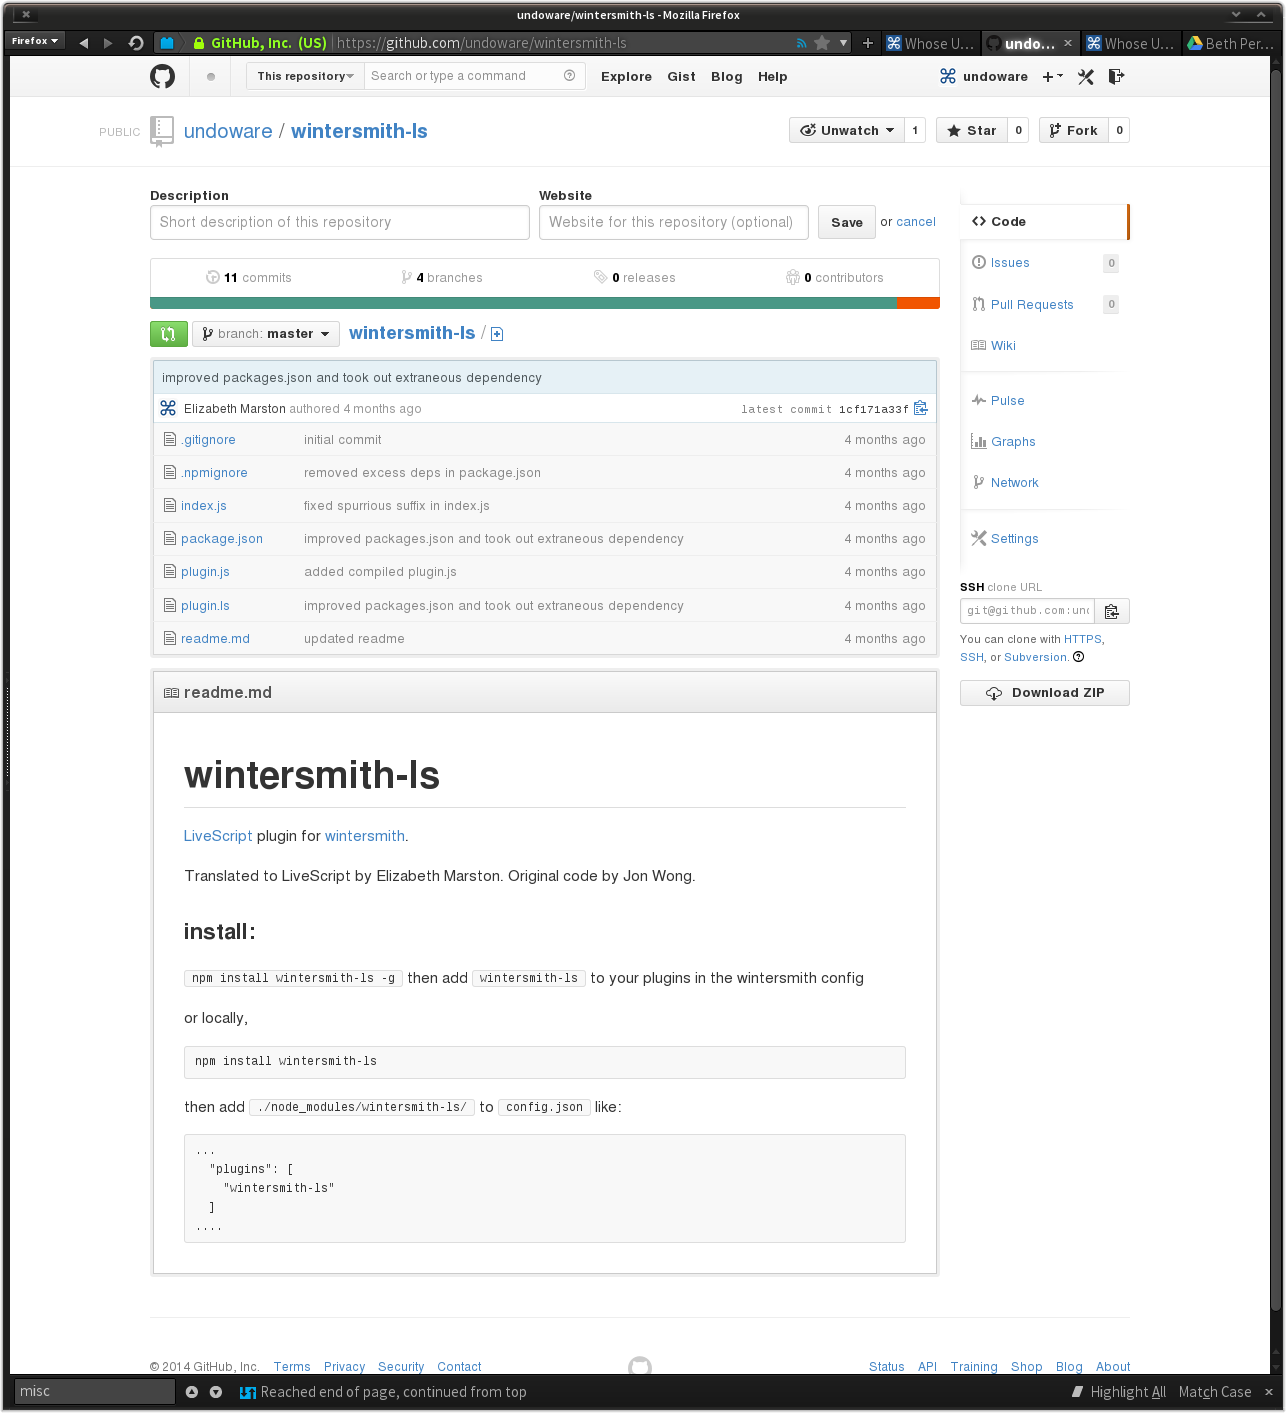 undoware/wintersmith-ls - Mozilla Firefox
Firefox GitHub, Inc. (US) https://github.com/undoware/wintersmith-ls Whose U... undo... Whose U... Beth Per...
This repository Search or type a command Explore Gist Blog Help undoware
PUBLIC undoware / wintersmith-ls Unwatch 1 Star 0 Fork 0
Description Website
Short description of this repository Website for this repository (optional) Save or cancel
11 commits 4 branches 0 releases 0 contributors
branch: master wintersmith-ls /
improved packages.json and took out extraneous dependency
Elizabeth Marston authored 4 months ago latest commit 1cf171a33f
.gitignore initial commit 4 months ago
.npmignore removed excess deps in package.json 4 months ago
index.js fixed spurrious suffix in index.js 4 months ago
package.json improved packages.json and took out extraneous dependency 4 months ago
plugin.js added compiled plugin.js 4 months ago
plugin.ls improved packages.json and took out extraneous dependency 4 months ago
readme.md updated readme 4 months ago
Code
Issues 0
Pull Requests 0
Wiki
Pulse
Graphs
Network
Settings
SSH clone URL
git@github.com:und
You can clone with HTTPS,
SSH, or Subversion.
Download ZIP
readme.md
wintersmith-ls
LiveScript plugin for wintersmith.
Translated to LiveScript by Elizabeth Marston. Original code by Jon Wong.
install:
npm install wintersmith-ls -g then add wintersmith-ls to your plugins in the wintersmith config
or locally,
npm install wintersmith-ls
then add ./node_modules/wintersmith-ls/ to config.json like:
...
"plugins": [
"wintersmith-ls"
]
....
© 2014 GitHub, Inc. Terms Privacy Security Contact Status API Training Shop Blog About
misc Reached end of page, continued from top Highlight All Match Case